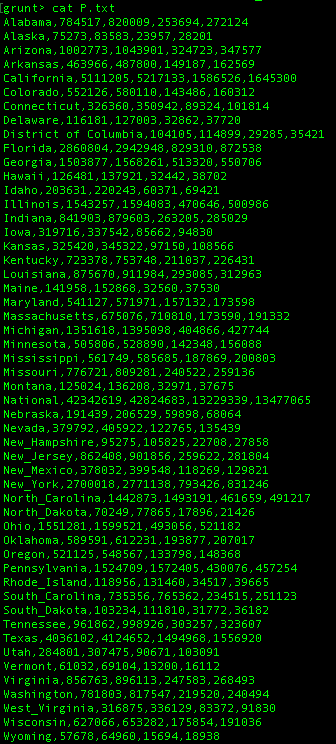 [grunt> cat P.txt
Alabama,784517,820009,253694,272124
Alaska,75273,83583,23957,28201
Arizona,1002773,1043901,324723,347577
Arkansas,463966,487800,149187,162569
California,5111205,5217133,1586526,1645300
Colorado,552126,580110,143486,160312
Connecticut,326360,350942,89324,101814
Delaware,116181,127003,32862,37720
District of Columbia,104105,114899,29285,35421
Florida,2860804,2942948,829310,872538
Georgia,1503877,1568261,513320,550706
Hawaii,126481,137921,32442,38702
Idaho,203631,220243,60371,69421
Illinois,1543257,1594083,470646,500986
Indiana,841903,879603,263205,285029
Iowa,319716,337542,85662,94830
Kansas,325420,345322,97150,108566
Kentucky,723378,753748,211037,226431
Louisiana,875670,911984,293085,312963
Maine,141958,152868,32560,37530
Maryland,541127,571971,157132,173598
Massachusetts,675076,710810,173590,191332
Michigan,1351618,1395098,404866,427744
Minnesota,505806,528890,142348,156088
Mississippi,561749,585685,187869,200803
Missouri,776721,809281,240522,259136
Montana,125024,136208,32971,37675
National,42342619,42824683,13229339,13477065
Nebraska,191439,206529,59898,68064
Nevada,379792,405922,122765,135439
New_Hampshire,95275,105825,22708,27858
New_Jersey,862408,901856,259622,281804
New_Mexico,378032,399548,118269,129821
New_York,2700018,2771138,793426,831246
North_Carolina,1442873,1493191,461659,491217
North_Dakota,70249,77865,17896,21426
Ohio,1551281,1599521,493056,521182
Oklahoma,589591,612231,193877,207017
Oregon,521125,548567,133798,148368
Pennsylvania,1524709,1572405,430076,457254
Rhode_Island,118956,131460,34517,39665
South_Carolina,735356,765362,234515,251123
South_Dakota,103234,111810,31772,36182
Tennessee,961862,998926,303257,323607
Texas,4036102,4124652,1494968,1556920
Utah,284801,307475,90671,103091
Vermont,61032,69104,13200,16112
Virginia,856763,896113,247583,268493
Washington,781803,817547,219520,240494
West_Virginia,316875,336129,83372,91830
Wisconsin,627066,653282,175854,191036
Wyoming,57678,64960,15694,18938